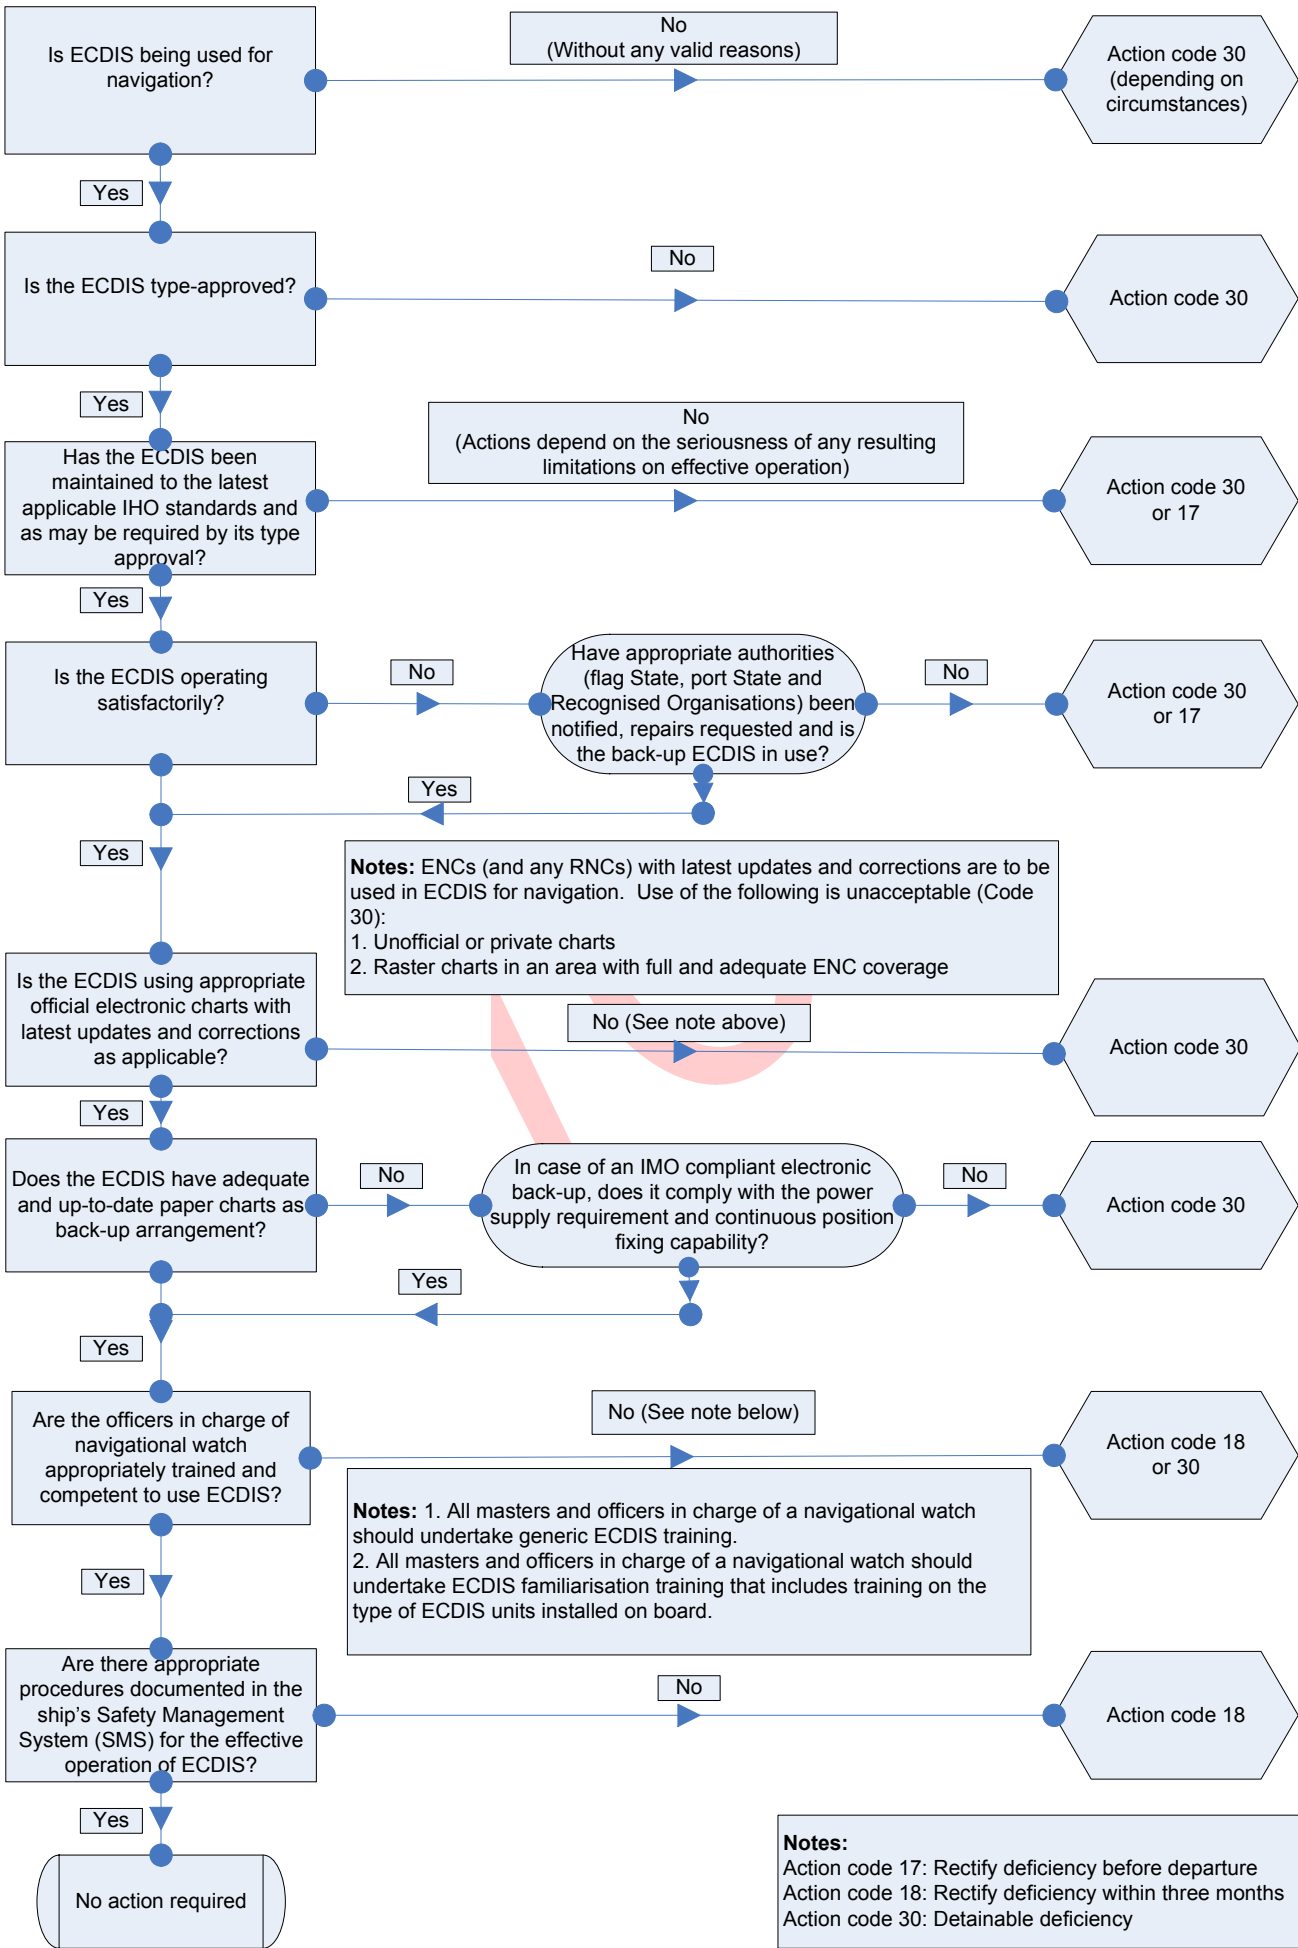 Is ECDIS being used for
navigation?
No
(Without any valid reasons)
Action code 30
(depending on
circumstances)
Yes
Is the ECDIS type-approved?
No
Action code 30
Yes
Has the ECDIS been
maintained to the latest
applicable IHO standards and
as may be required by its type
approval?
No
(Actions depend on the seriousness of any resulting
limitations on effective operation)
Action code 30
or 17
Yes
Is the ECDIS operating
satisfactorily?
No
Have appropriate authorities
(flag State, port State and
Recognised Organisations) been
notified, repairs requested and is
the back-up ECDIS in use?
No
Action code 30
or 17
Yes
Yes
Notes: ENCs (and any RNCs) with latest updates and corrections are to be
used in ECDIS for navigation. Use of the following is unacceptable (Code
30):
1. Unofficial or private charts
2. Raster charts in an area with full and adequate ENC coverage
Is the ECDIS using appropriate
official electronic charts with
latest updates and corrections
as applicable?
No (See note above)
Action code 30
Yes
Does the ECDIS have adequate
and up-to-date paper charts as
back-up arrangement?
No
In case of an IMO compliant electronic
back-up, does it comply with the power
supply requirement and continuous position
fixing capability?
No
Action code 30
Yes
Yes
Are the officers in charge of
navigational watch
appropriately trained and
competent to use ECDIS?
No (See note below)
Action code 18
or 30
Notes: 1. All masters and officers in charge of a navigational watch
should undertake generic ECDIS training.
2. All masters and officers in charge of a navigational watch should
undertake ECDIS familiarisation training that includes training on the
type of ECDIS units installed on board.
Yes
Are there appropriate
procedures documented in the
ship's Safety Management
System (SMS) for the effective
operation of ECDIS?
No
Action code 18
Yes
No action required
Notes:
Action code 17: Rectify deficiency before departure
Action code 18: Rectify deficiency within three months
Action code 30: Detainable deficiency